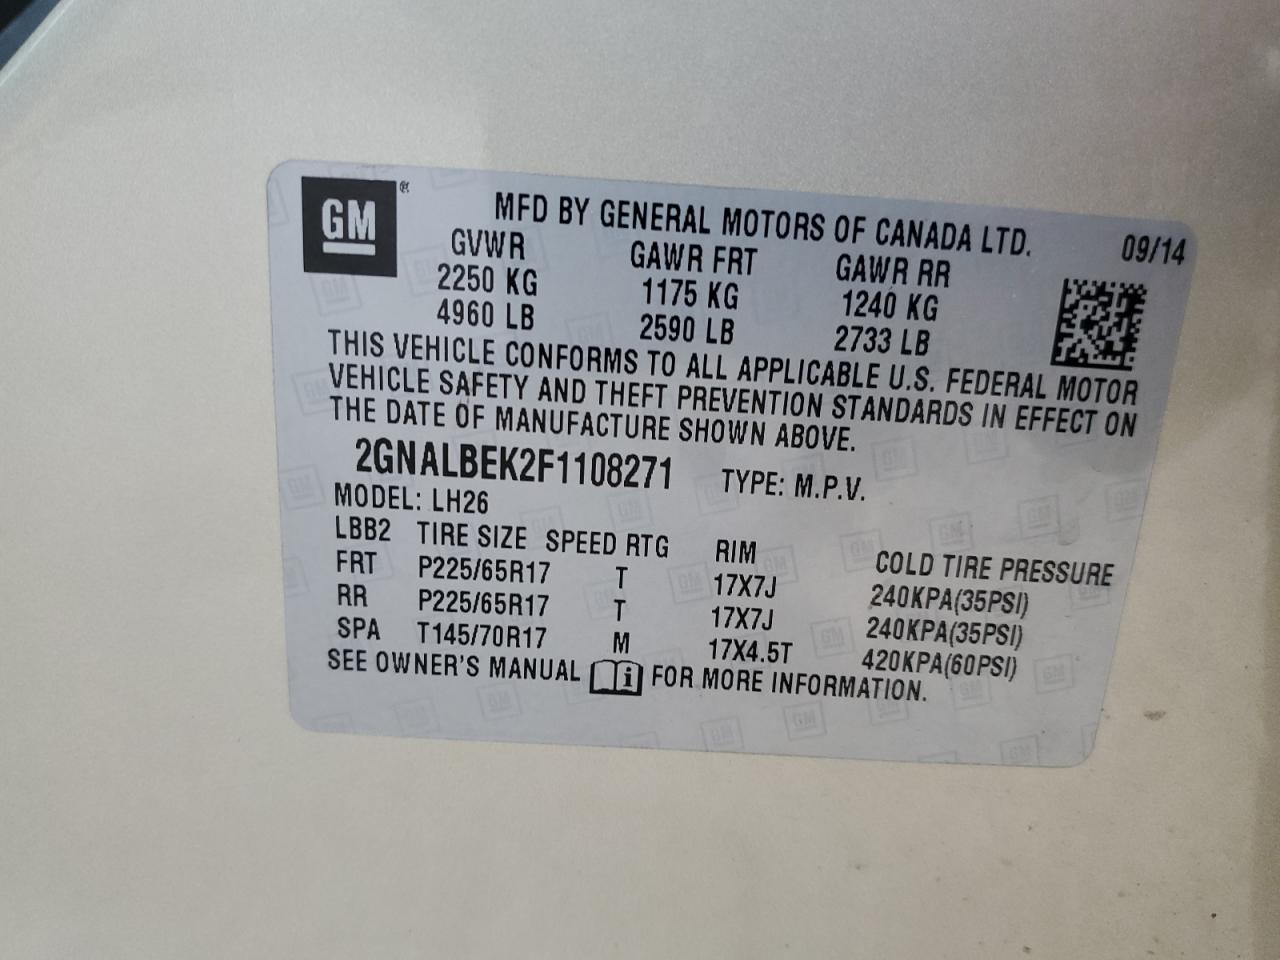 GM®
MFD BY GENERAL MOTORS OF CANADA LTD.
09/14
GVWR GAWR FRT GAWR RR
2250 KG 1175 KG 1240 KG
4960 LB 2590 LB 2733 LB
THIS VEHICLE CONFORMS TO ALL APPLICABLE U.S. FEDERAL MOTOR
VEHICLE SAFETY AND THEFT PREVENTION STANDARDS IN EFFECT ON
THE DATE OF MANUFACTURE SHOWN ABOVE.
2GNALBEK2F1108271 TYPE: M.P.V.
MODEL: LH26
LBB2 TIRE SIZE SPEED RTG RIM COLD TIRE PRESSURE
FRT P225/65R17 T 17X7J 240KPA(35PSI)
RR P225/65R17 T 17X7J 240KPA(35PSI)
SPA T145/70R17 M 17X4.5T 420KPA(60PSI)
SEE OWNER'S MANUAL i FOR MORE INFORMATION.